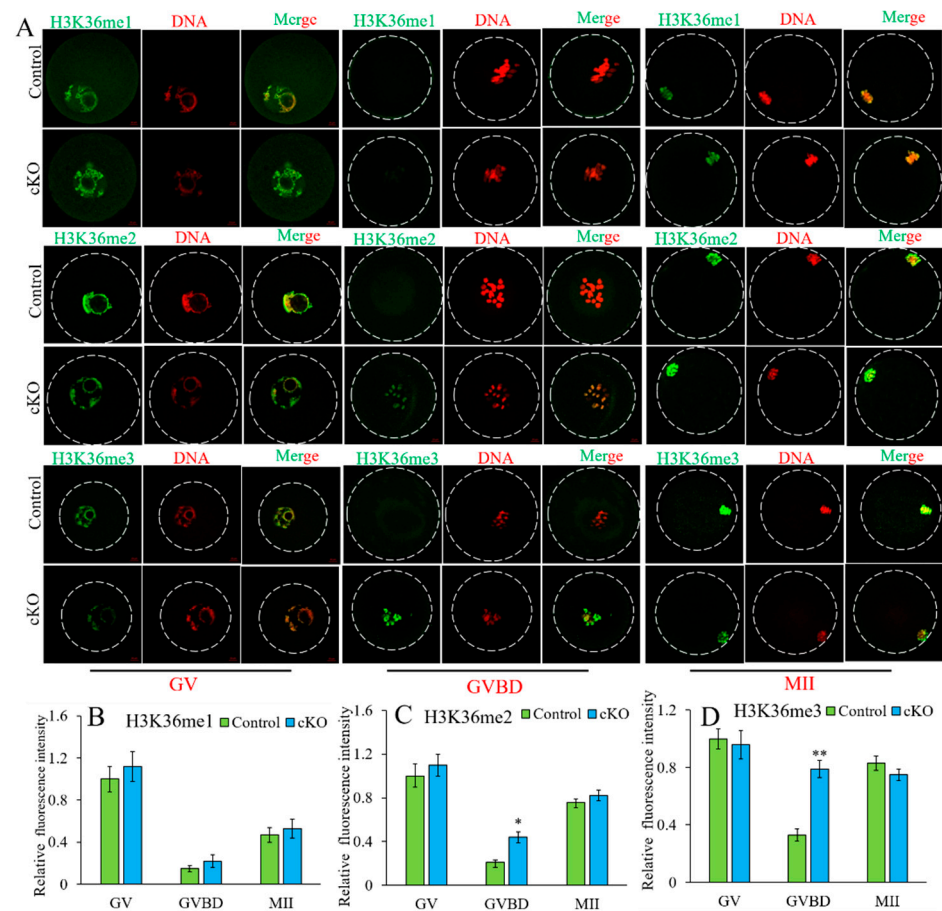 A
H3K36me1 DNA Merge H3K36me1 DNA Merge H3K36me1 DNA Merge
Control
cKO
H3K36me2 DNA Merge H3K36me2 DNA Merge H3K36me2 DNA Merge
Control
cKO
H3K36me3 DNA Merge H3K36me3 DNA Merge H3K36me3 DNA Merge
Control
cKO
GV GVBD MII
B
H3K36me1 Control cKO
Relative fluorescence intensity
1.6
1.2
0.8
0.4
0
GV GVBD MII
C
H3K36me2 Control cKO
Relative fluorescence intensity
1.6
1.2
0.8
0.4
0
*
GV GVBD MII
D
H3K36me3 Control cKO
Relative fluorescence intensity
1.2
0.8
0.4
0
**
GV GVBD MII